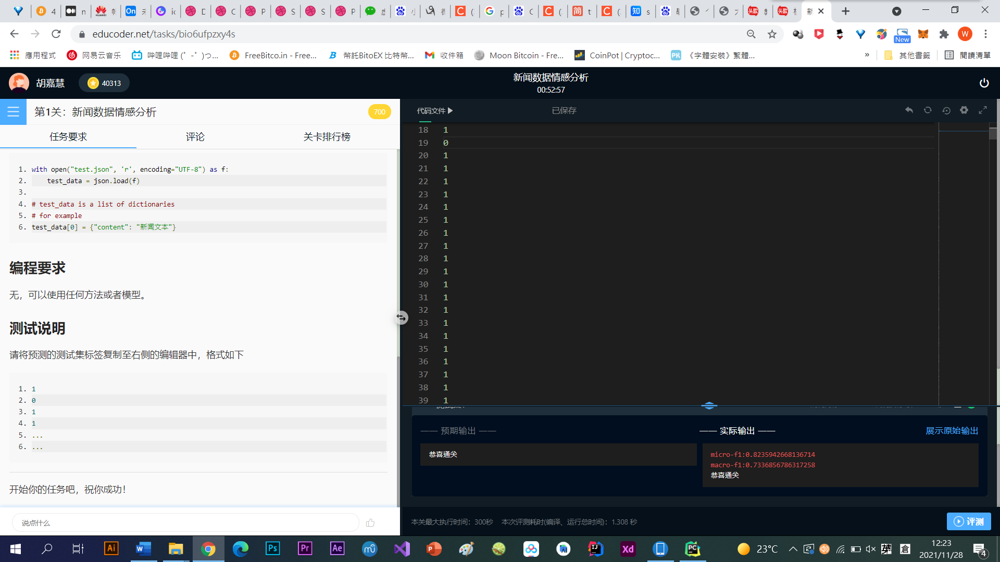 educoder.net/tasks/bio6ufpzxy4s
New
W
應用程式
网易云音乐
哔哩哔哩 (゜-゜)つ...
FreeBitco.in - Free...
幣託BitoEX 比特幣...
收件箱
Moon Bitcoin - Fre...
CoinPot | Cryptoc...
《字體安裝》繁體...
»
其他書籤
閱讀清單
胡嘉慧
40313
新闻数据情感分析
00:52:57
第1关：新闻数据情感分析
700
任务要求
评论
关卡排行榜
1. with open("test.json", 'r', encoding="UTF-8") as f:
2.     test_data = json.load(f)
3.
4. # test_data is a list of dictionaries
5. # for example
6. test_data[0] = {"content": "新闻文本"}
编程要求
无，可以使用任何方法或者模型。
测试说明
请将预测的测试集标签复制至右侧的编辑器中，格式如下
1. 1
2. 0
3. 1
4. 1
5. ...
6. ...
开始你的任务吧，祝你成功！
说点什么
代码文件
已保存
18 1
19 0
20 1
21 1
22 1
23 1
24 1
25 1
26 1
27 1
28 1
29 1
30 1
31 1
32 1
33 1
34 1
35 1
36 1
37 1
38 1
39 1
—— 预期输出 ——
—— 实际输出 ——
展示原始输出
恭喜通关
micro-f1:0.8235942668136714
macro-f1:0.7336856786317258
恭喜通关
本关最大执行时间：300秒
本次评测耗时(编译、运行总时间)：1.308 秒
评测
23°C
英
倉
12:23
2021/11/28
4